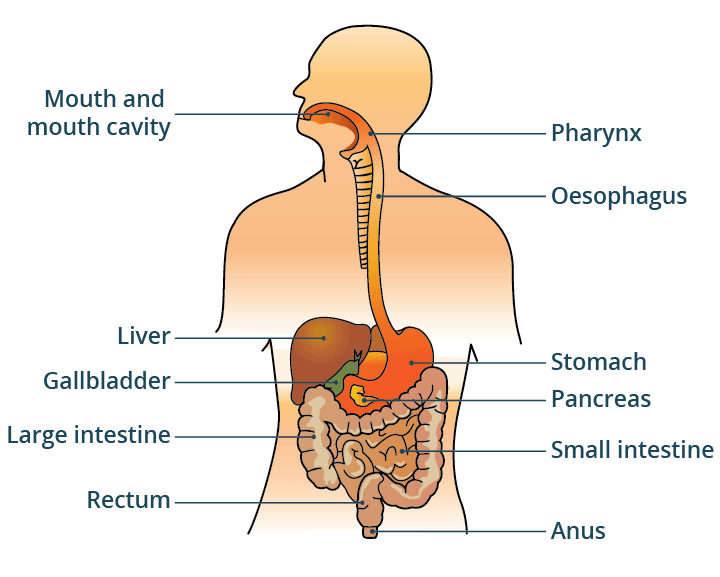 Mouth and
mouth cavity
Pharynx
Oesophagus
Liver
Stomach
Gallbladder
Pancreas
Large intestine
Small intestine
Rectum
Anus